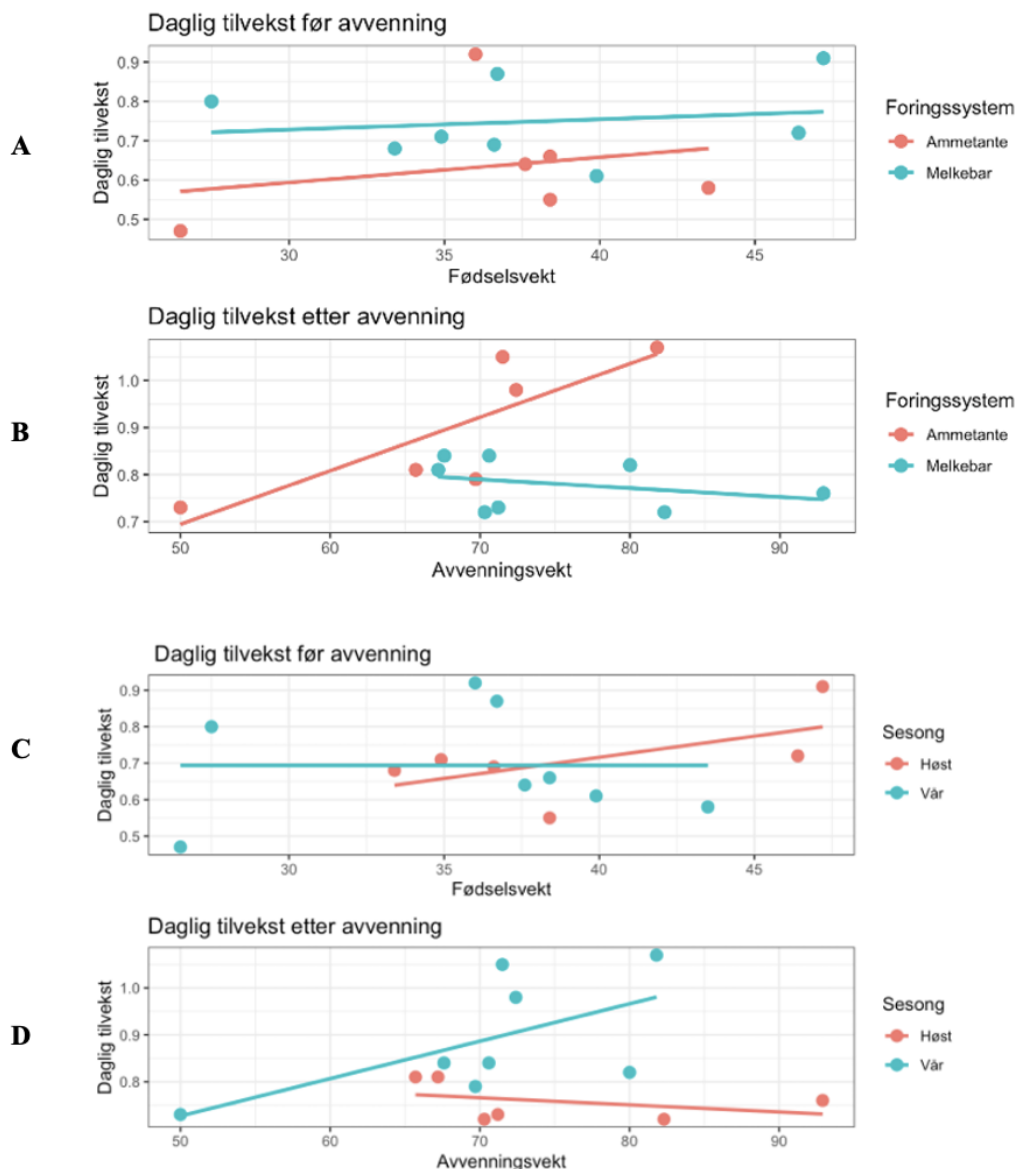 Daglig tilvekst før avvenning
A
Daglig tilvekst
0.9
0.8
0.7
0.6
0.5
30
35
40
45
Fødselsvekt
Foringssystem
Ammetante
Melkebar
Daglig tilvekst etter avvenning
B
Daglig tilvekst
1.0
0.9
0.8
0.7
50
60
70
80
90
Avvenningsvekt
Foringssystem
Ammetante
Melkebar
Daglig tilvekst før avvenning
C
Daglig tilvekst
0.9
0.8
0.7
0.6
0.5
30
35
40
45
Fødselsvekt
Sesong
Høst
Vår
Daglig tilvekst etter avvenning
D
Daglig tilvekst
1.0
0.9
0.8
50
60
70
80
90
Avvenningsvekt
Sesong
Høst
Vår